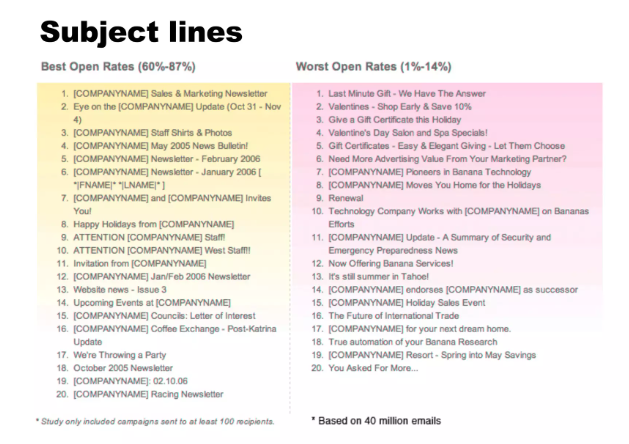 Subject lines
Best Open Rates (60%-87%)
1. [COMPANYNAME] Sales & Marketing Newsletter
2. Eye on the [COMPANYNAME] Update (Oct 31 - Nov
4)
3. [COMPANYNAME] Staff Shirts & Photos
4. [COMPANYNAME] May 2005 News Bulletin!
5. [COMPANYNAME] Newsletter - February 2006
6. [COMPANYNAME] Newsletter - January 2006 [
*|FNAME|* *|LNAME|* ]
7. [COMPANYNAME] and [COMPANYNAME] Invites
You!
8. Happy Holidays from [COMPANYNAME]
9. ATTENTION [COMPANYNAME] Staff!
10. ATTENTION [COMPANYNAME] West Staff!!
11. Invitation from [COMPANYNAME]
12. [COMPANYNAME] Jan/Feb 2006 Newsletter
13. Website news - Issue 3
14. Upcoming Events at [COMPANYNAME]
15. [COMPANYNAME] Councils: Letter of Interest
16. [COMPANYNAME] Coffee Exchange - Post-Katrina
Update
17. We're Throwing a Party
18. October 2005 Newsletter
19. [COMPANYNAME]: 02.10.06
20. [COMPANYNAME] Racing Newsletter
* Study only included campaigns sent to at least 100 recipients.
Worst Open Rates (1%-14%)
1. Last Minute Gift - We Have The Answer
2. Valentines - Shop Early & Save 10%
3. Give a Gift Certificate this Holiday
4. Valentine's Day Salon and Spa Specials!
5. Gift Certificates - Easy & Elegant Giving - Let Them Choose
6. Need More Advertising Value From Your Marketing Partner?
7. [COMPANYNAME] Pioneers in Banana Technology
8. [COMPANYNAME] Moves You Home for the Holidays
9. Renewal
10. Technology Company Works with [COMPANYNAME] on Bananas
Efforts
11. [COMPANYNAME] Update - A Summary of Security and
Emergency Preparedness News
12. Now Offering Banana Services!
13. It's still summer in Tahoe!
14. [COMPANYNAME] endorses [COMPANYNAME] as successor
15. [COMPANYNAME] Holiday Sales Event
16. The Future of International Trade
17. [COMPANYNAME] for your next dream home.
18. True automation of your Banana Research
19. [COMPANYNAME] Resort - Spring into May Savings
20. You Asked For More...
* Based on 40 million emails